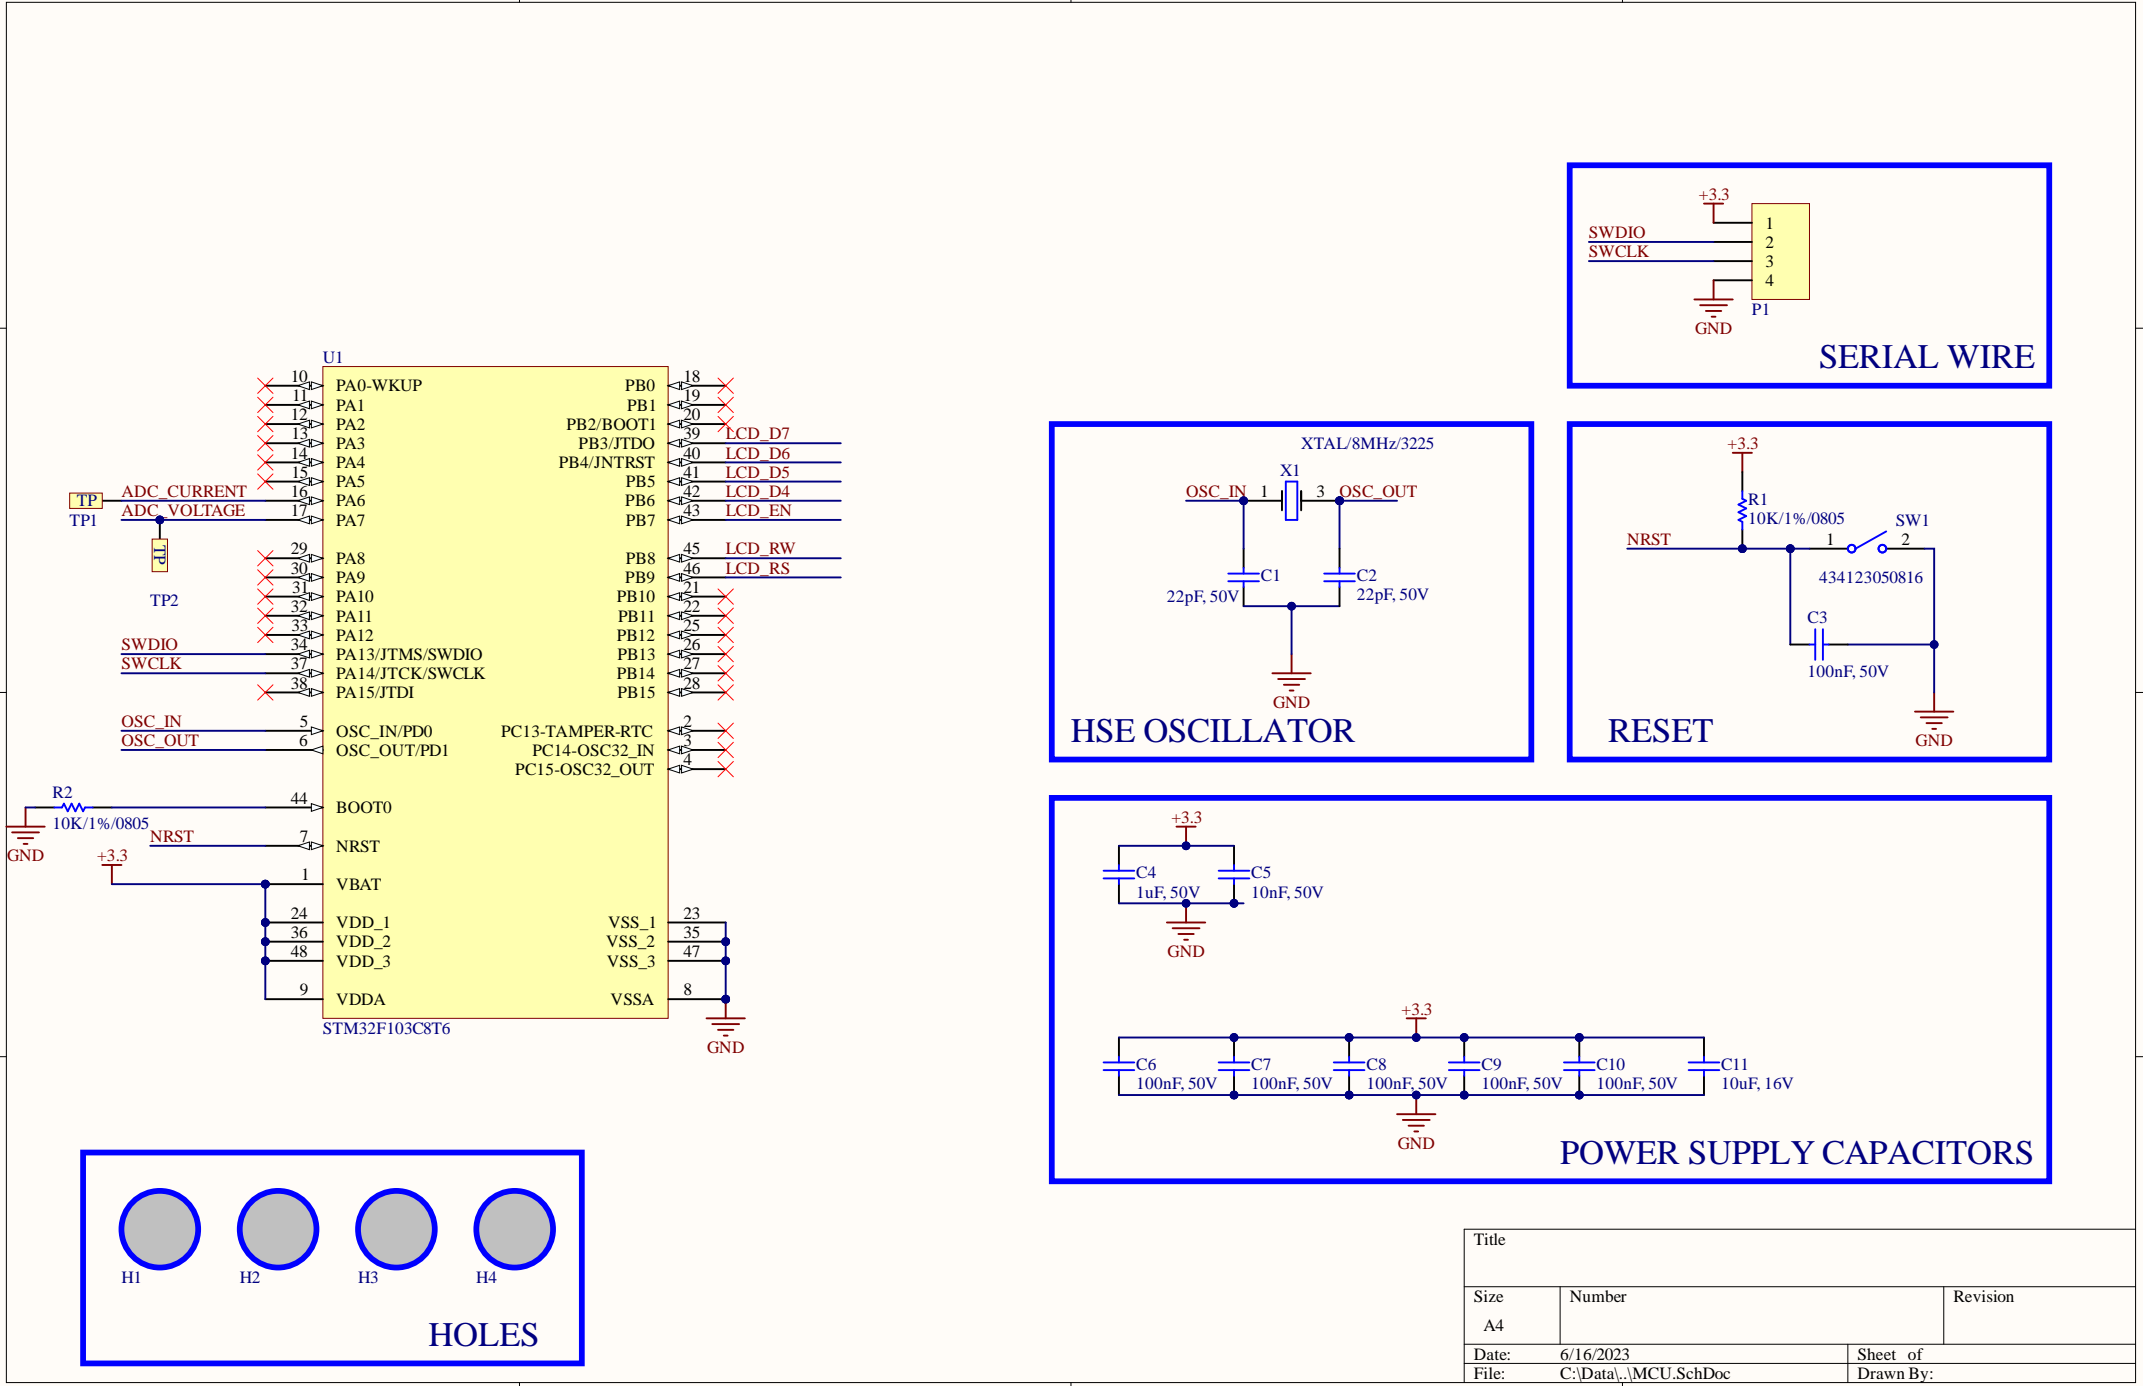 +3.3
SWDIO
SWCLK
1
2
3
4
GND
P1
SERIAL WIRE
U1
10 PA0-WKUP
11 PA1
12 PA2
13 PA3
14 PA4
15 PA5
TP ADC_CURRENT 16 PA6
TP1 ADC_VOLTAGE 17 PA7
TP
TP2
29 PA8
30 PA9
31 PA10
32 PA11
33 PA12
SWDIO 34 PA13/JTMS/SWDIO
SWCLK 37 PA14/JTCK/SWCLK
38 PA15/JTDI
OSC_IN 5 OSC_IN/PD0
OSC_OUT 6 OSC_OUT/PD1
R2
10K/1%/0805
GND
44 BOOT0
NRST 7 NRST
+3.3
1 VBAT
24 VDD_1
36 VDD_2
48 VDD_3
9 VDDA
PB0 18
PB1 19
PB2/BOOT1 20
PB3/JTDO 39 LCD_D7
PB4/JNTRST 40 LCD_D6
PB5 41 LCD_D5
PB6 42 LCD_D4
PB7 43 LCD_EN
PB8 45 LCD_RW
PB9 46 LCD_RS
PB10 21
PB11 22
PB12 25
PB13 26
PB14 27
PB15 28
PC13-TAMPER-RTC 2
PC14-OSC32_IN 3
PC15-OSC32_OUT 4
VSS_1 23
VSS_2 35
VSS_3 47
VSSA 8
GND
STM32F103C8T6
XTAL/8MHz/3225
X1
OSC_IN 1 3 OSC_OUT
C1
22pF, 50V
C2
22pF, 50V
GND
HSE OSCILLATOR
+3.3
R1
10K/1%/0805
NRST
SW1
1 2
434123050816
C3
100nF, 50V
GND
RESET
+3.3
C4
1uF, 50V
C5
10nF, 50V
GND
+3.3
C6
100nF, 50V
C7
100nF, 50V
C8
100nF, 50V
C9
100nF, 50V
C10
100nF, 50V
C11
10uF, 16V
GND
POWER SUPPLY CAPACITORS
H1 H2 H3 H4
HOLES
Title
Size
A4
Number
Revision
Date: 6/16/2023 Sheet of
File: C:\Data\..\MCU.SchDoc Drawn By: